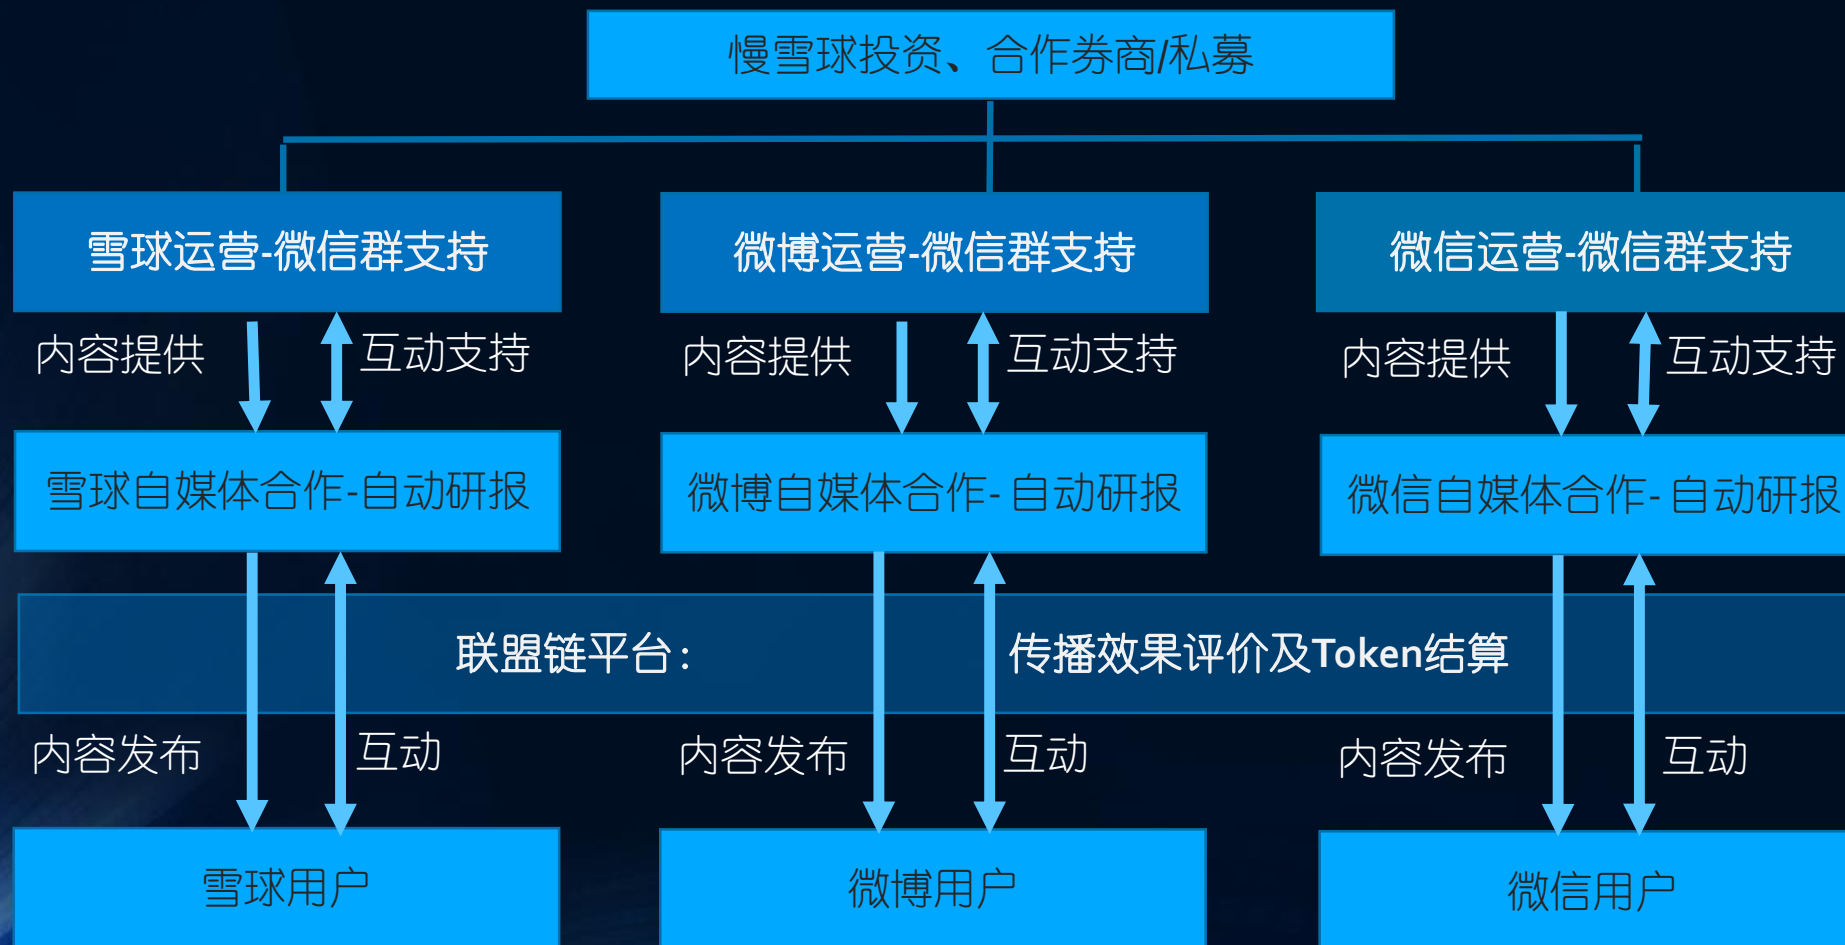 慢雪球投资、合作券商/私募
雪球运营-微信群支持
微博运营-微信群支持
微信运营-微信群支持
内容提供
互动支持
内容提供
互动支持
内容提供
互动支持
雪球自媒体合作-自动研报
微博自媒体合作- 自动研报
微信自媒体合作- 自动研报
联盟链平台： 传播效果评价及Token结算
内容发布
互动
内容发布
互动
内容发布
互动
雪球用户
微博用户
微信用户